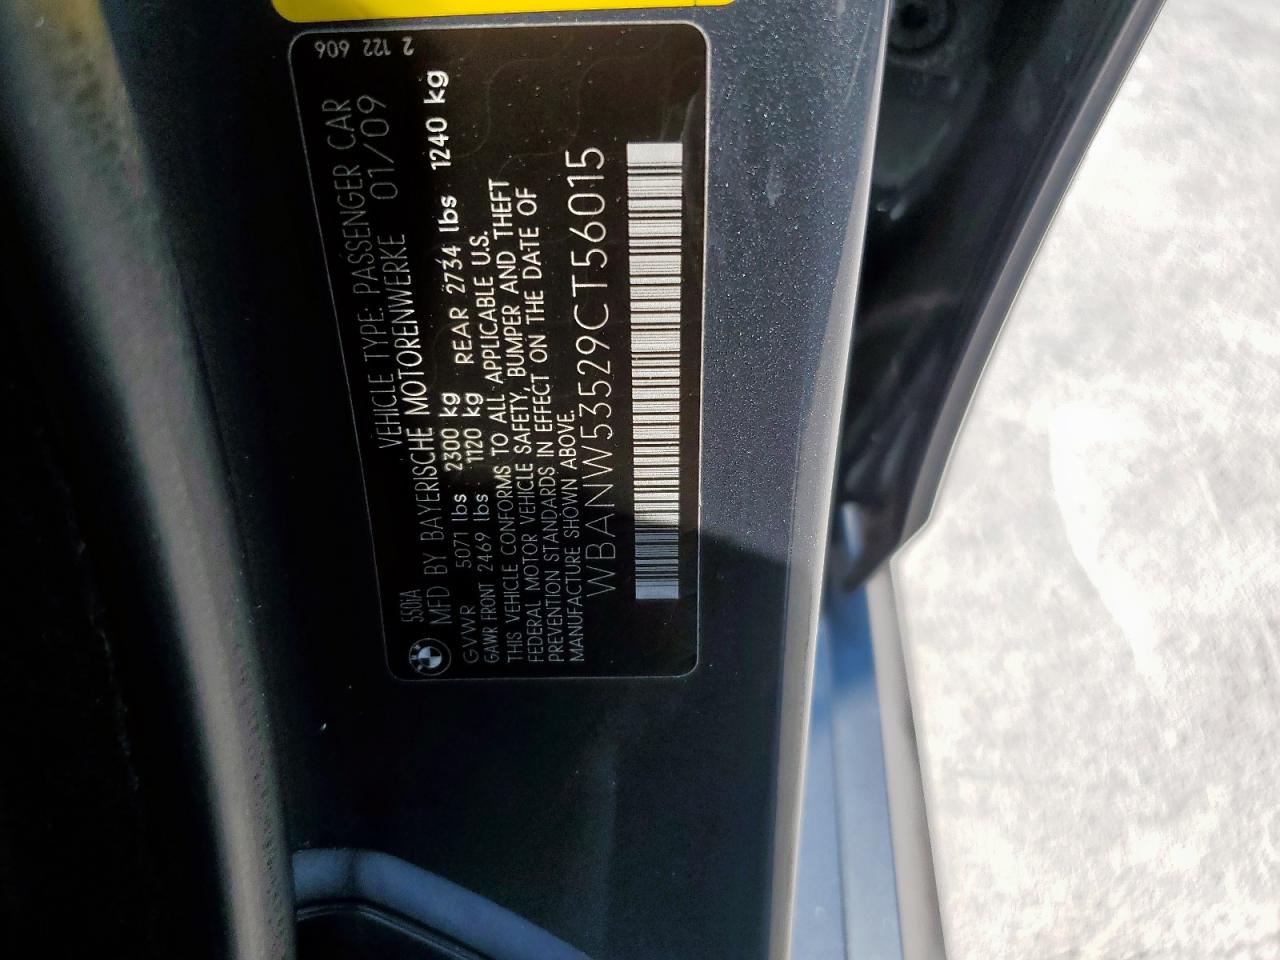 2 122 606
5501A VEHICLE TYPE: PASSENGER CAR
MFD BY BAYERISCHE MOTORENWERKE 01/09
GVWR 5071 lbs 2300 kg
GAWR FRONT 2469 lbs 1120 kg REAR 2734 lbs 1240 kg
THIS VEHICLE CONFORMS TO ALL APPLICABLE U.S.
FEDERAL MOTOR VEHICLE SAFETY, BUMPER AND THEFT
PREVENTION STANDARDS IN EFFECT ON THE DATE OF
MANUFACTURE SHOWN ABOVE.
WBANW53529CT56015